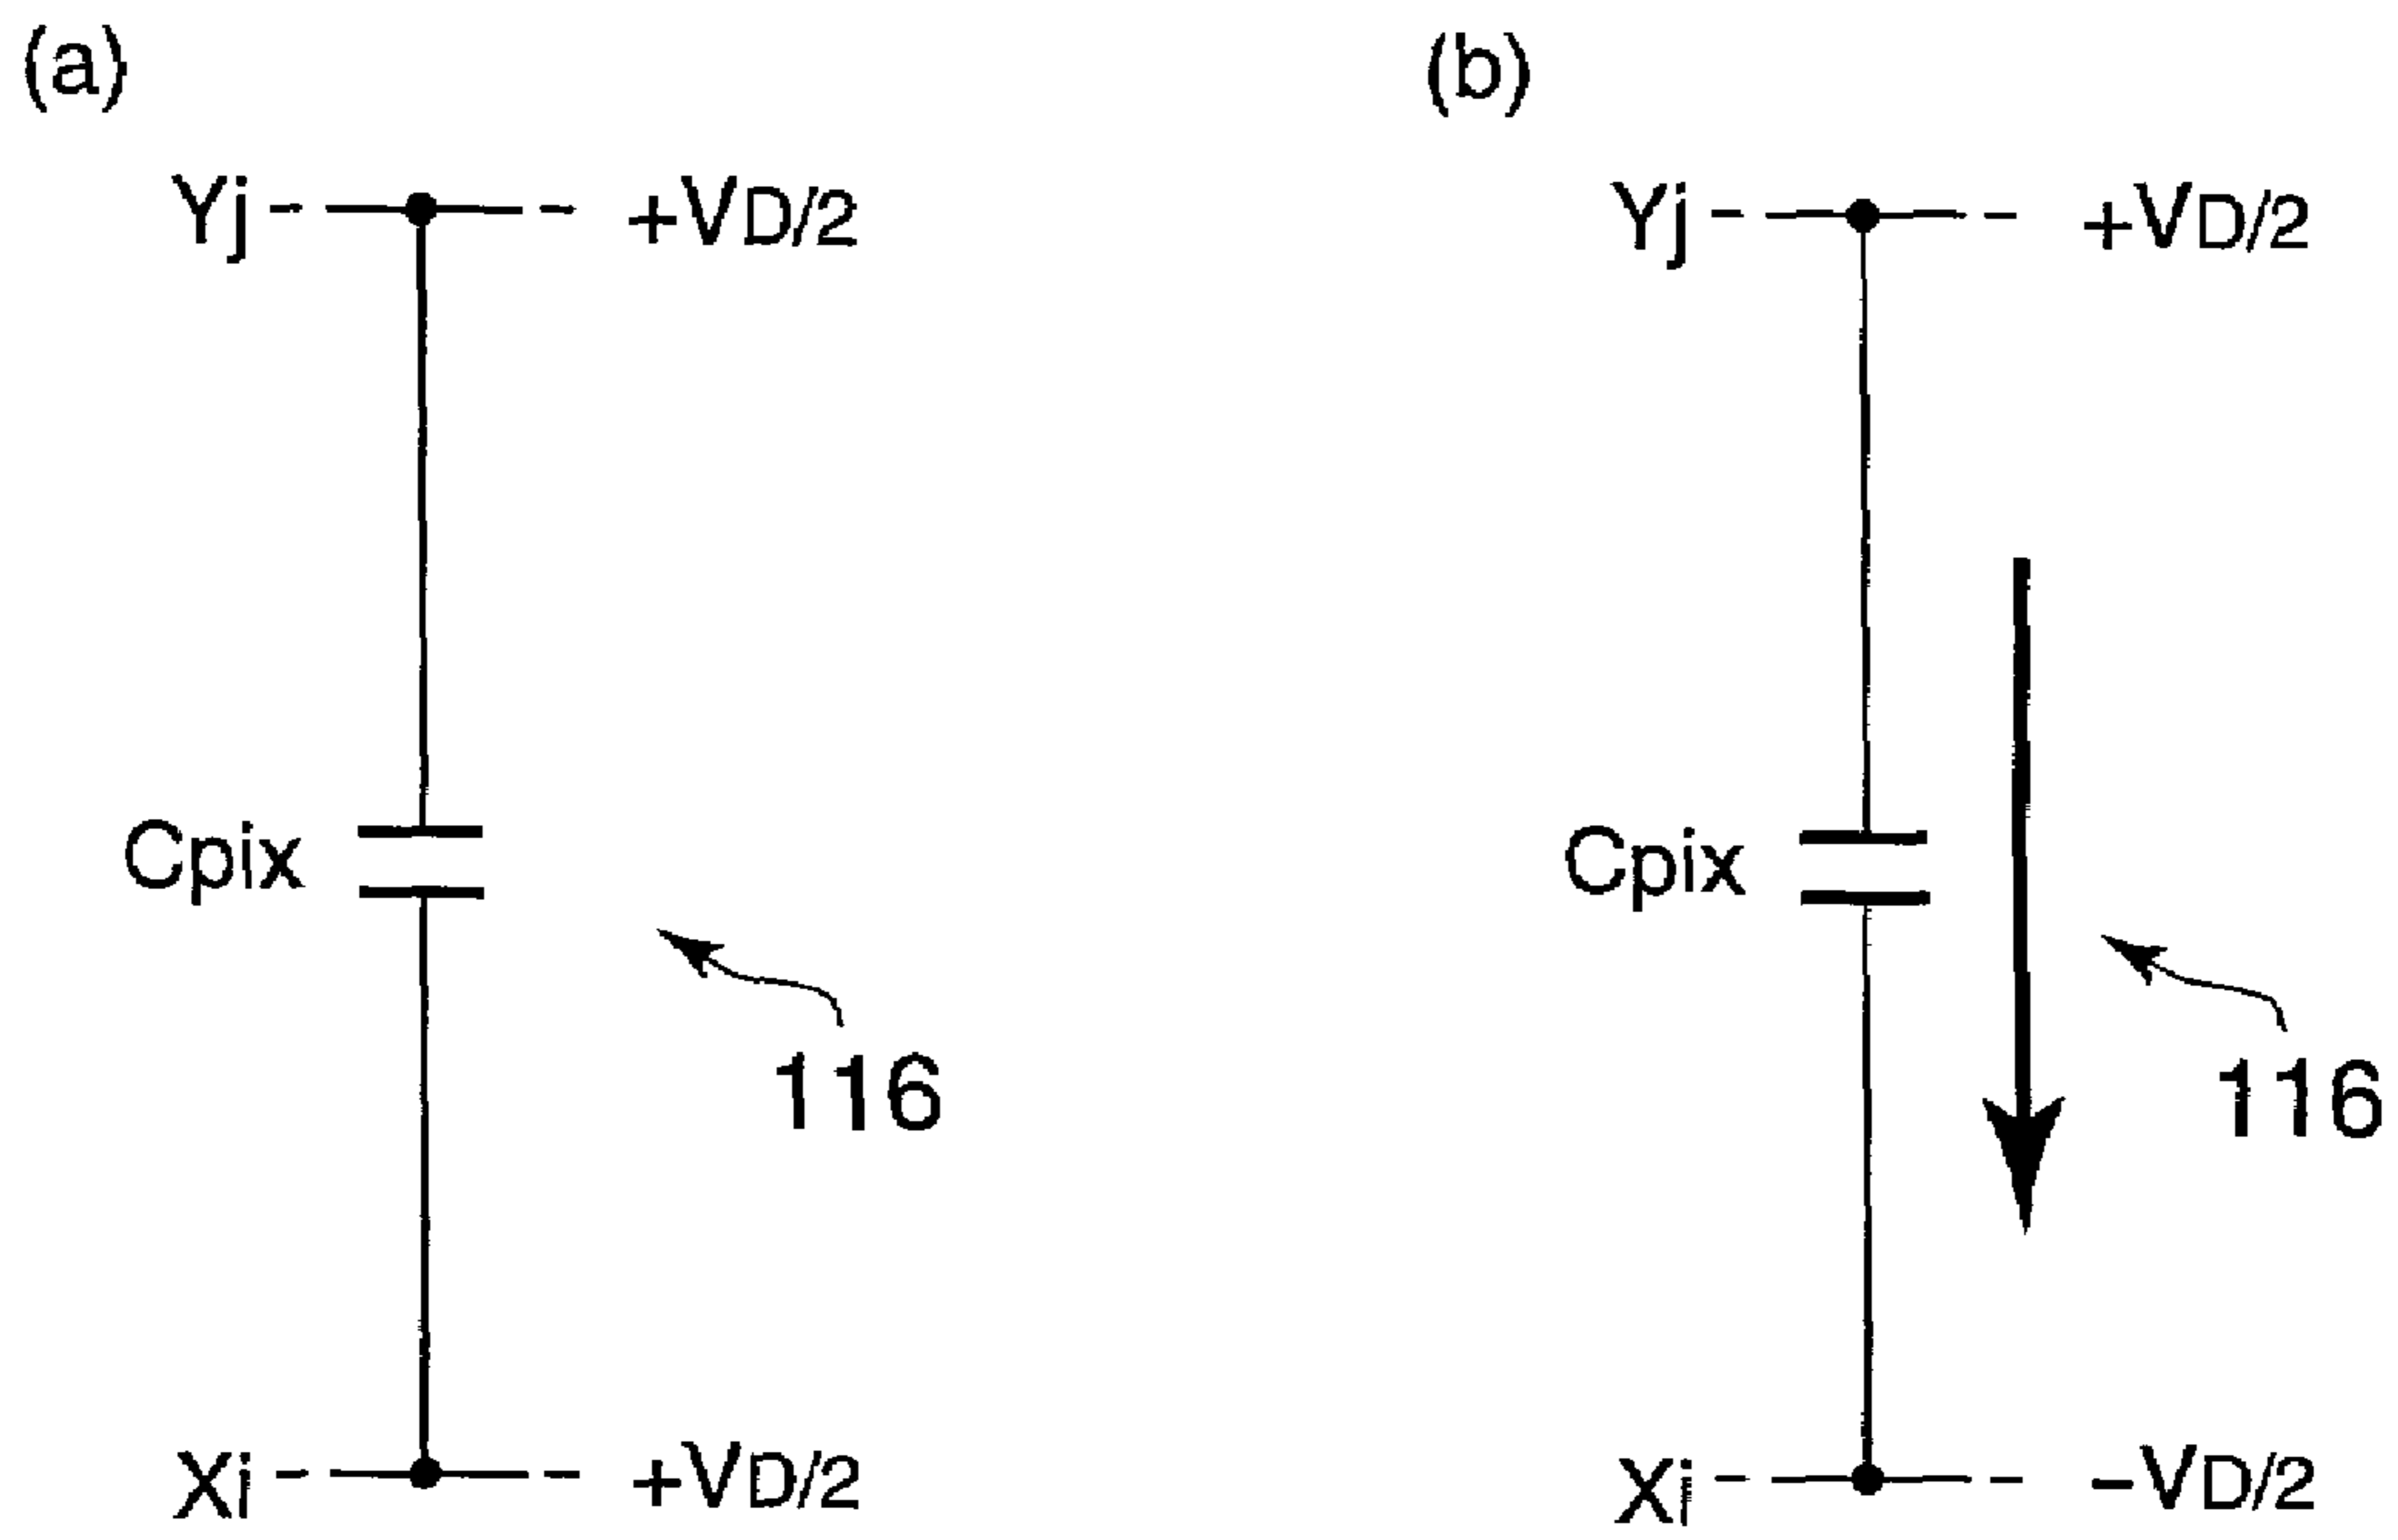 (a)
Yj
+VD/2
Cpix
116
Xi
+VD/2
(b)
Yj
+VD/2
Cpix
116
Xi
-VD/2